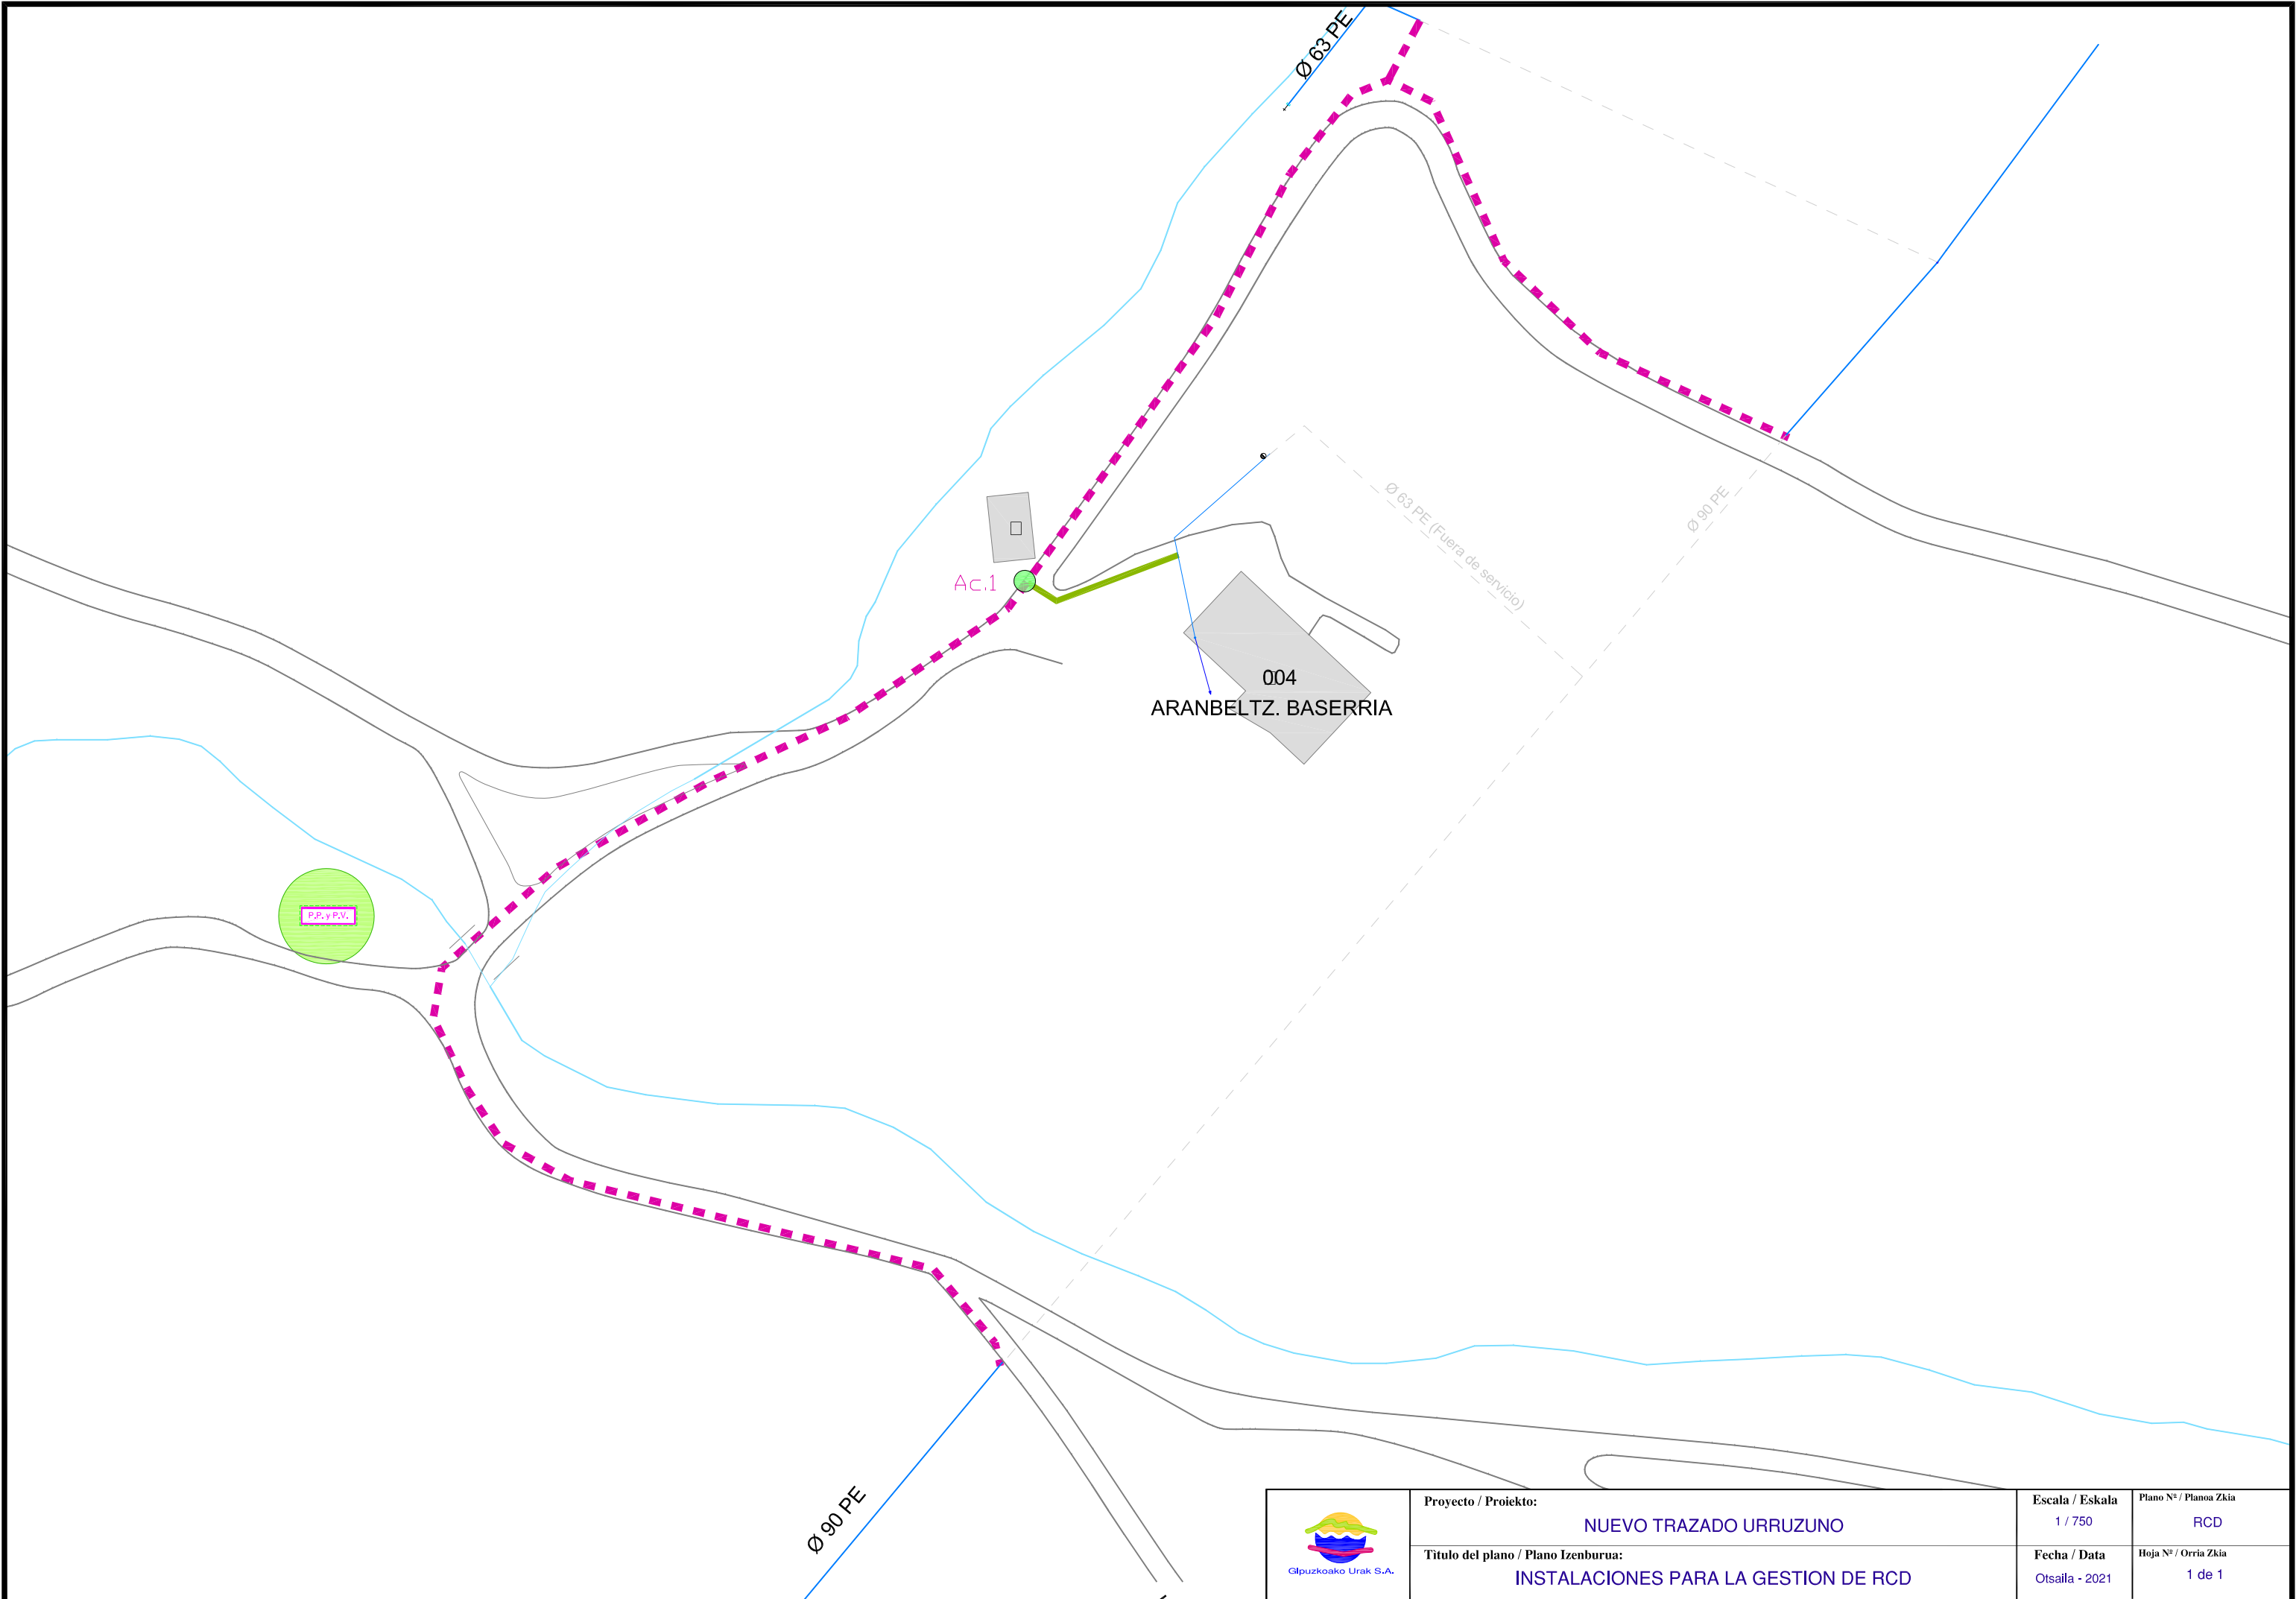 Ø 63 PE
Ø 63 PE (Fuera de servicio)
Ø 90 PE
Ac.1
004
ARANBELTZ. BASERRIA
P.P. y P.V.
Ø 90 PE
Gipuzkoako Urak S.A.
Proyecto / Proiekto:
NUEVO TRAZADO URRUZUNO
Titulo del plano / Plano Izenburua:
INSTALACIONES PARA LA GESTION DE RCD
Escala / Eskala
1 / 750
Plano Nº / Planoa Zkia
RCD
Fecha / Data
Otsaila - 2021
Hoja Nº / Orria Zkia
1 de 1